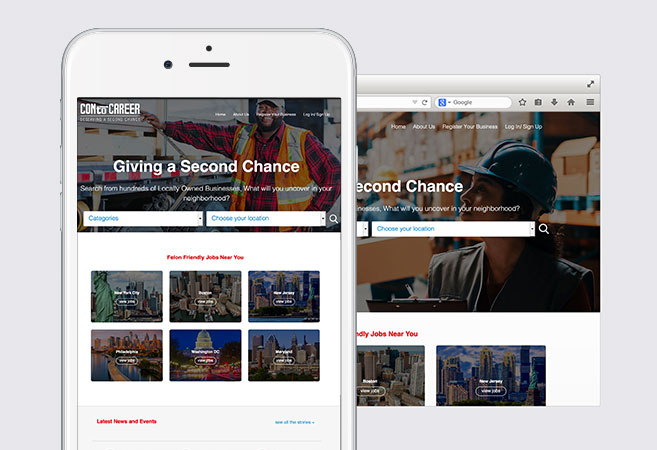 CONtoCAREER
DESERVING A SECOND CHANCE
Home About Us Register Your Business Log In/ Sign Up
Giving a Second Chance
Search from hundreds of Locally Owned Businesses, What will you uncover in your
neighborhood?
Categories
Choose your location
Felon Friendly Jobs Near You
New York City
view jobs
Boston
view jobs
New Jersey
view jobs
Philadelphia
view jobs
Washington DC
view jobs
Maryland
view jobs
Latest News and Events
see all the stories »
Google
Home About Us Register Your Business Log In/ Sign Up
econd Chance
nesses, What will you uncover in your neighborhood?
Choose your location
ndly Jobs Near You
Boston
view jobs
New Jersey
view jobs